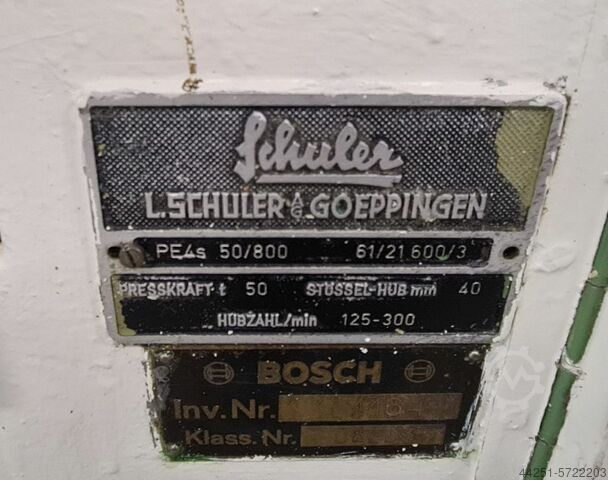 Schuler
L.SCHULER AG GOEPPINGEN
PE4s 50/800 61/21 600/3
PRESSKRAFT t 50 STÖSSEL-HUB mm 40
HUBZAHL/min 125-300
BOSCH
Inv.Nr.
Klass.Nr.
44251-5722203